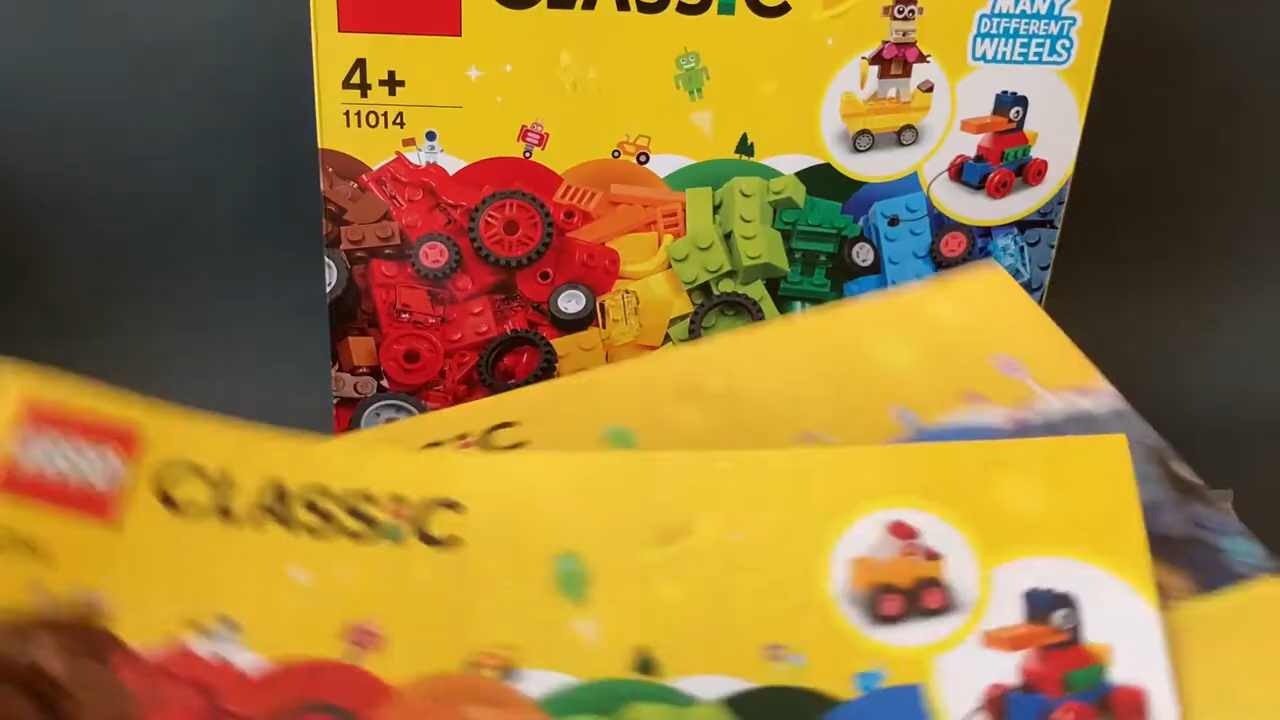 CLASSIC
MANY
DIFFERENT
WHEELS
4+
11014
CLASSIC